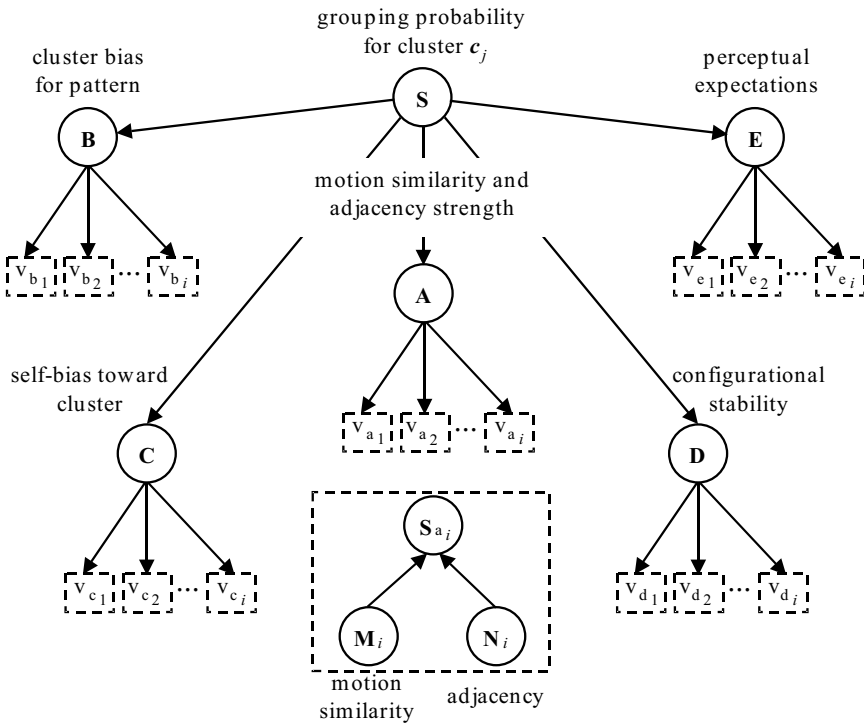 grouping probability
for cluster c_j
cluster bias
for pattern
perceptual
expectations
S
B
E
motion similarity and
adjacency strength
v_b1 v_b2 ... v_bi
v_e1 v_e2 ... v_ei
A
self-bias toward
cluster
configurational
stability
v_a1 v_a2 ... v_ai
C
D
S_ai
v_c1 v_c2 ... v_ci
v_d1 v_d2 ... v_di
M_i
N_i
motion
similarity
adjacency